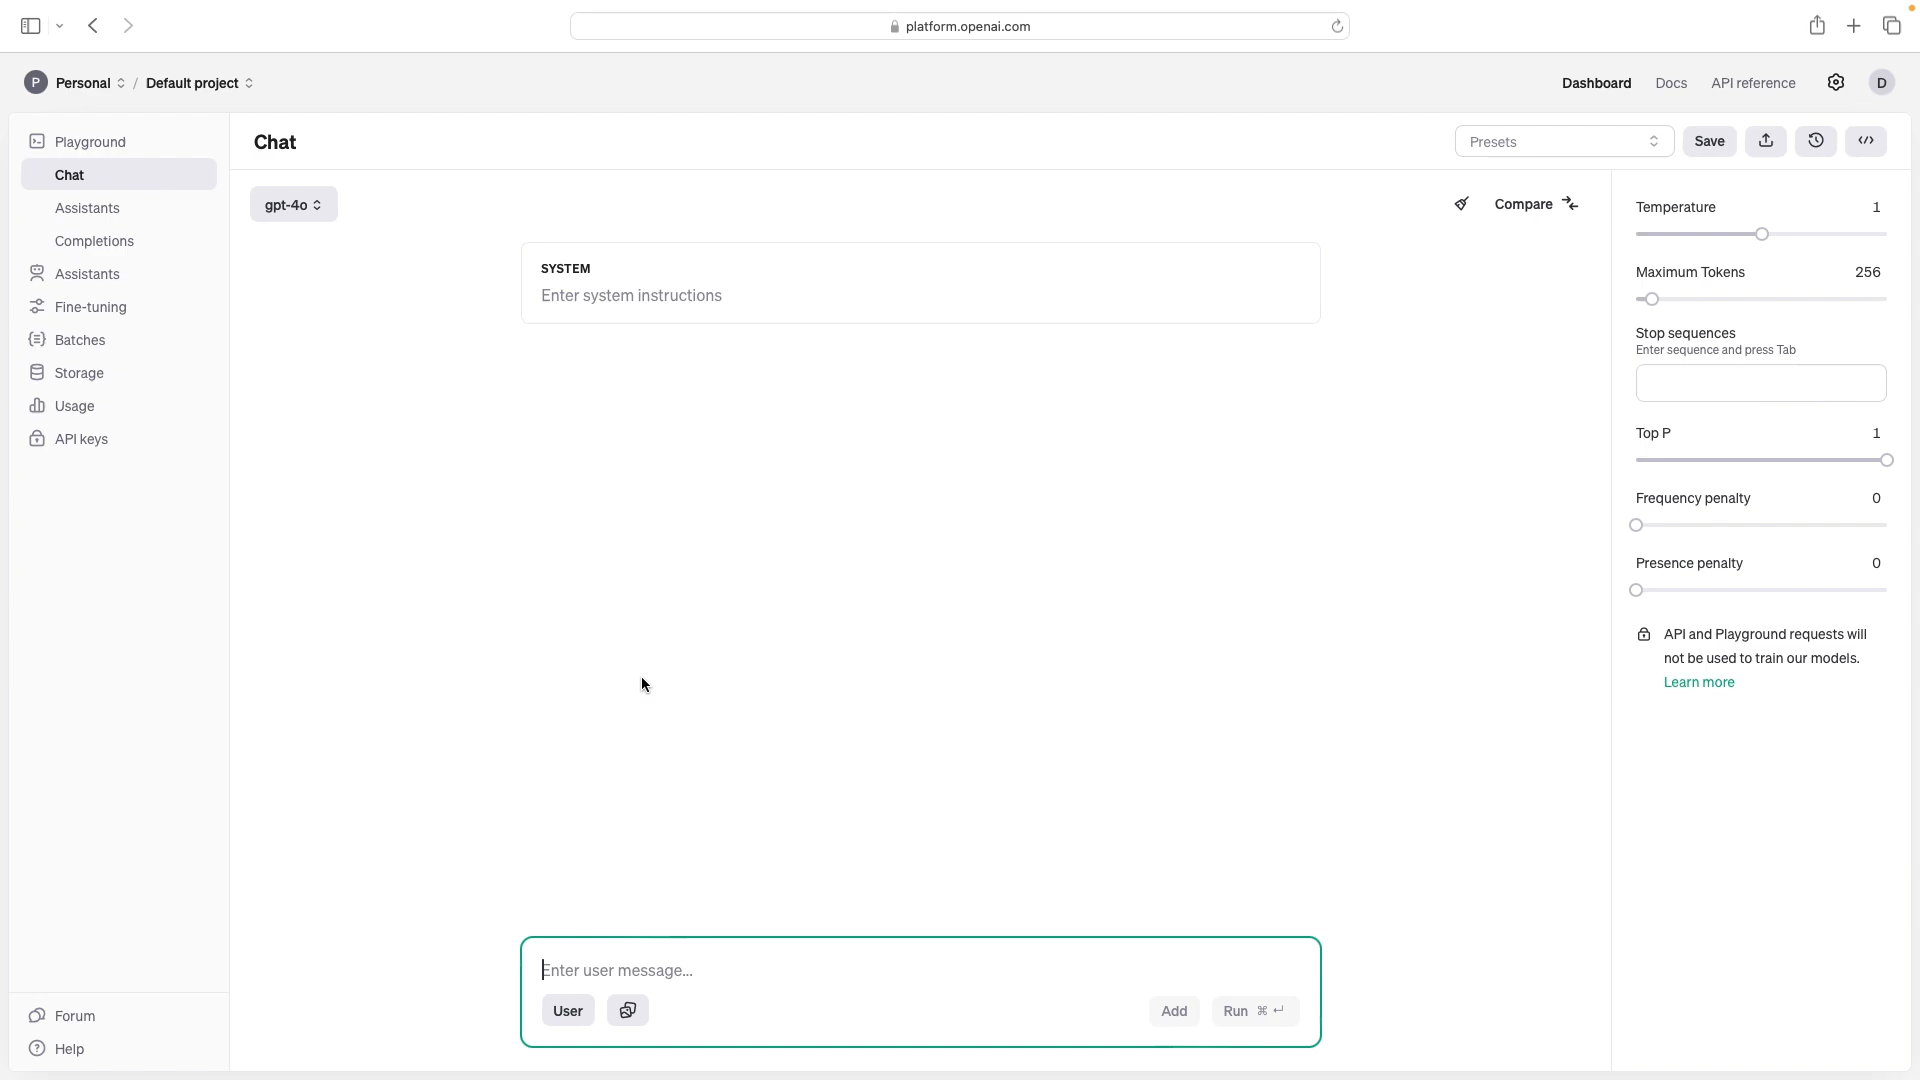 platform.openai.com
P Personal / Default project
Dashboard Docs API reference D
Playground
Chat
Assistants
Completions
Assistants
Fine-tuning
Batches
Storage
Usage
API keys
Forum
Help
Chat
Presets Save
gpt-4o
Compare
SYSTEM
Enter system instructions
Enter user message...
User
Add Run ⌘ ↵
Temperature 1
Maximum Tokens 256
Stop sequences
Enter sequence and press Tab
Top P 1
Frequency penalty 0
Presence penalty 0
API and Playground requests will
not be used to train our models.
Learn more